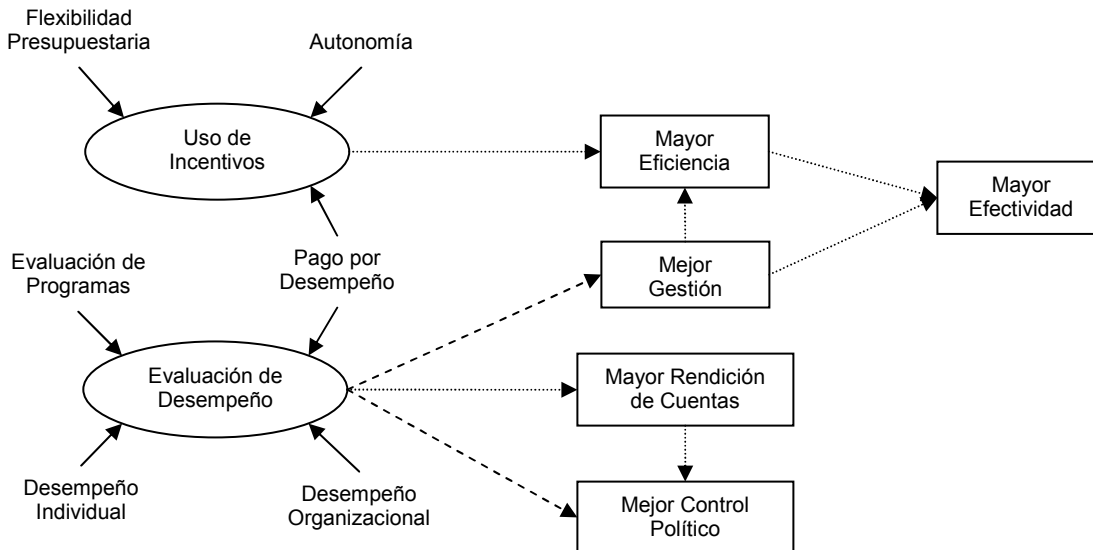 Flexibilidad
Presupuestaria
Autonomía
Uso de
Incentivos
Mayor
Eficiencia
Mayor
Efectividad
Evaluación de
Programas
Pago por
Desempeño
Mejor
Gestión
Evaluación de
Desempeño
Mayor Rendición
de Cuentas
Desempeño
Individual
Desempeño
Organizacional
Mejor Control
Político